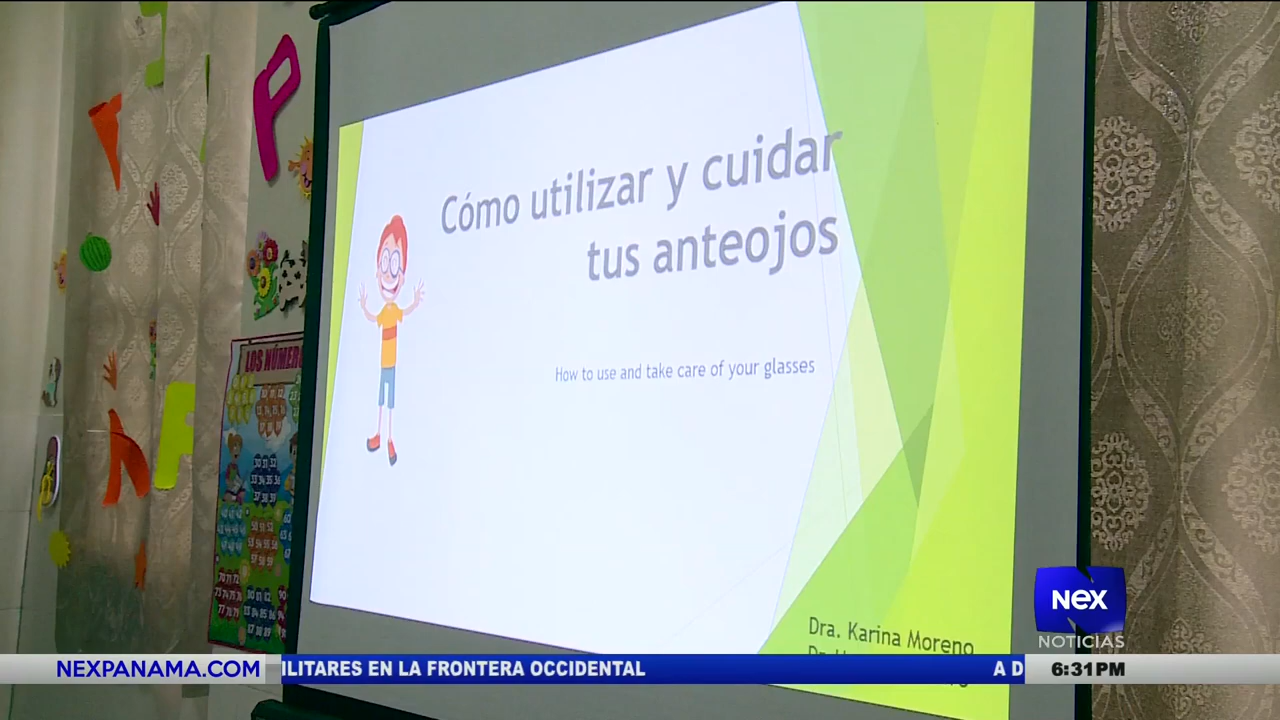 P
LOS NÚMERO
Cómo utilizar y cuidar
tus anteojos
How to use and take care of your glasses
Dra. Karina Moreno
nex
NOTICIAS
NEXPANAMA.COM
ILITARES EN LA FRONTERA OCCIDENTAL
A D
6:31PM